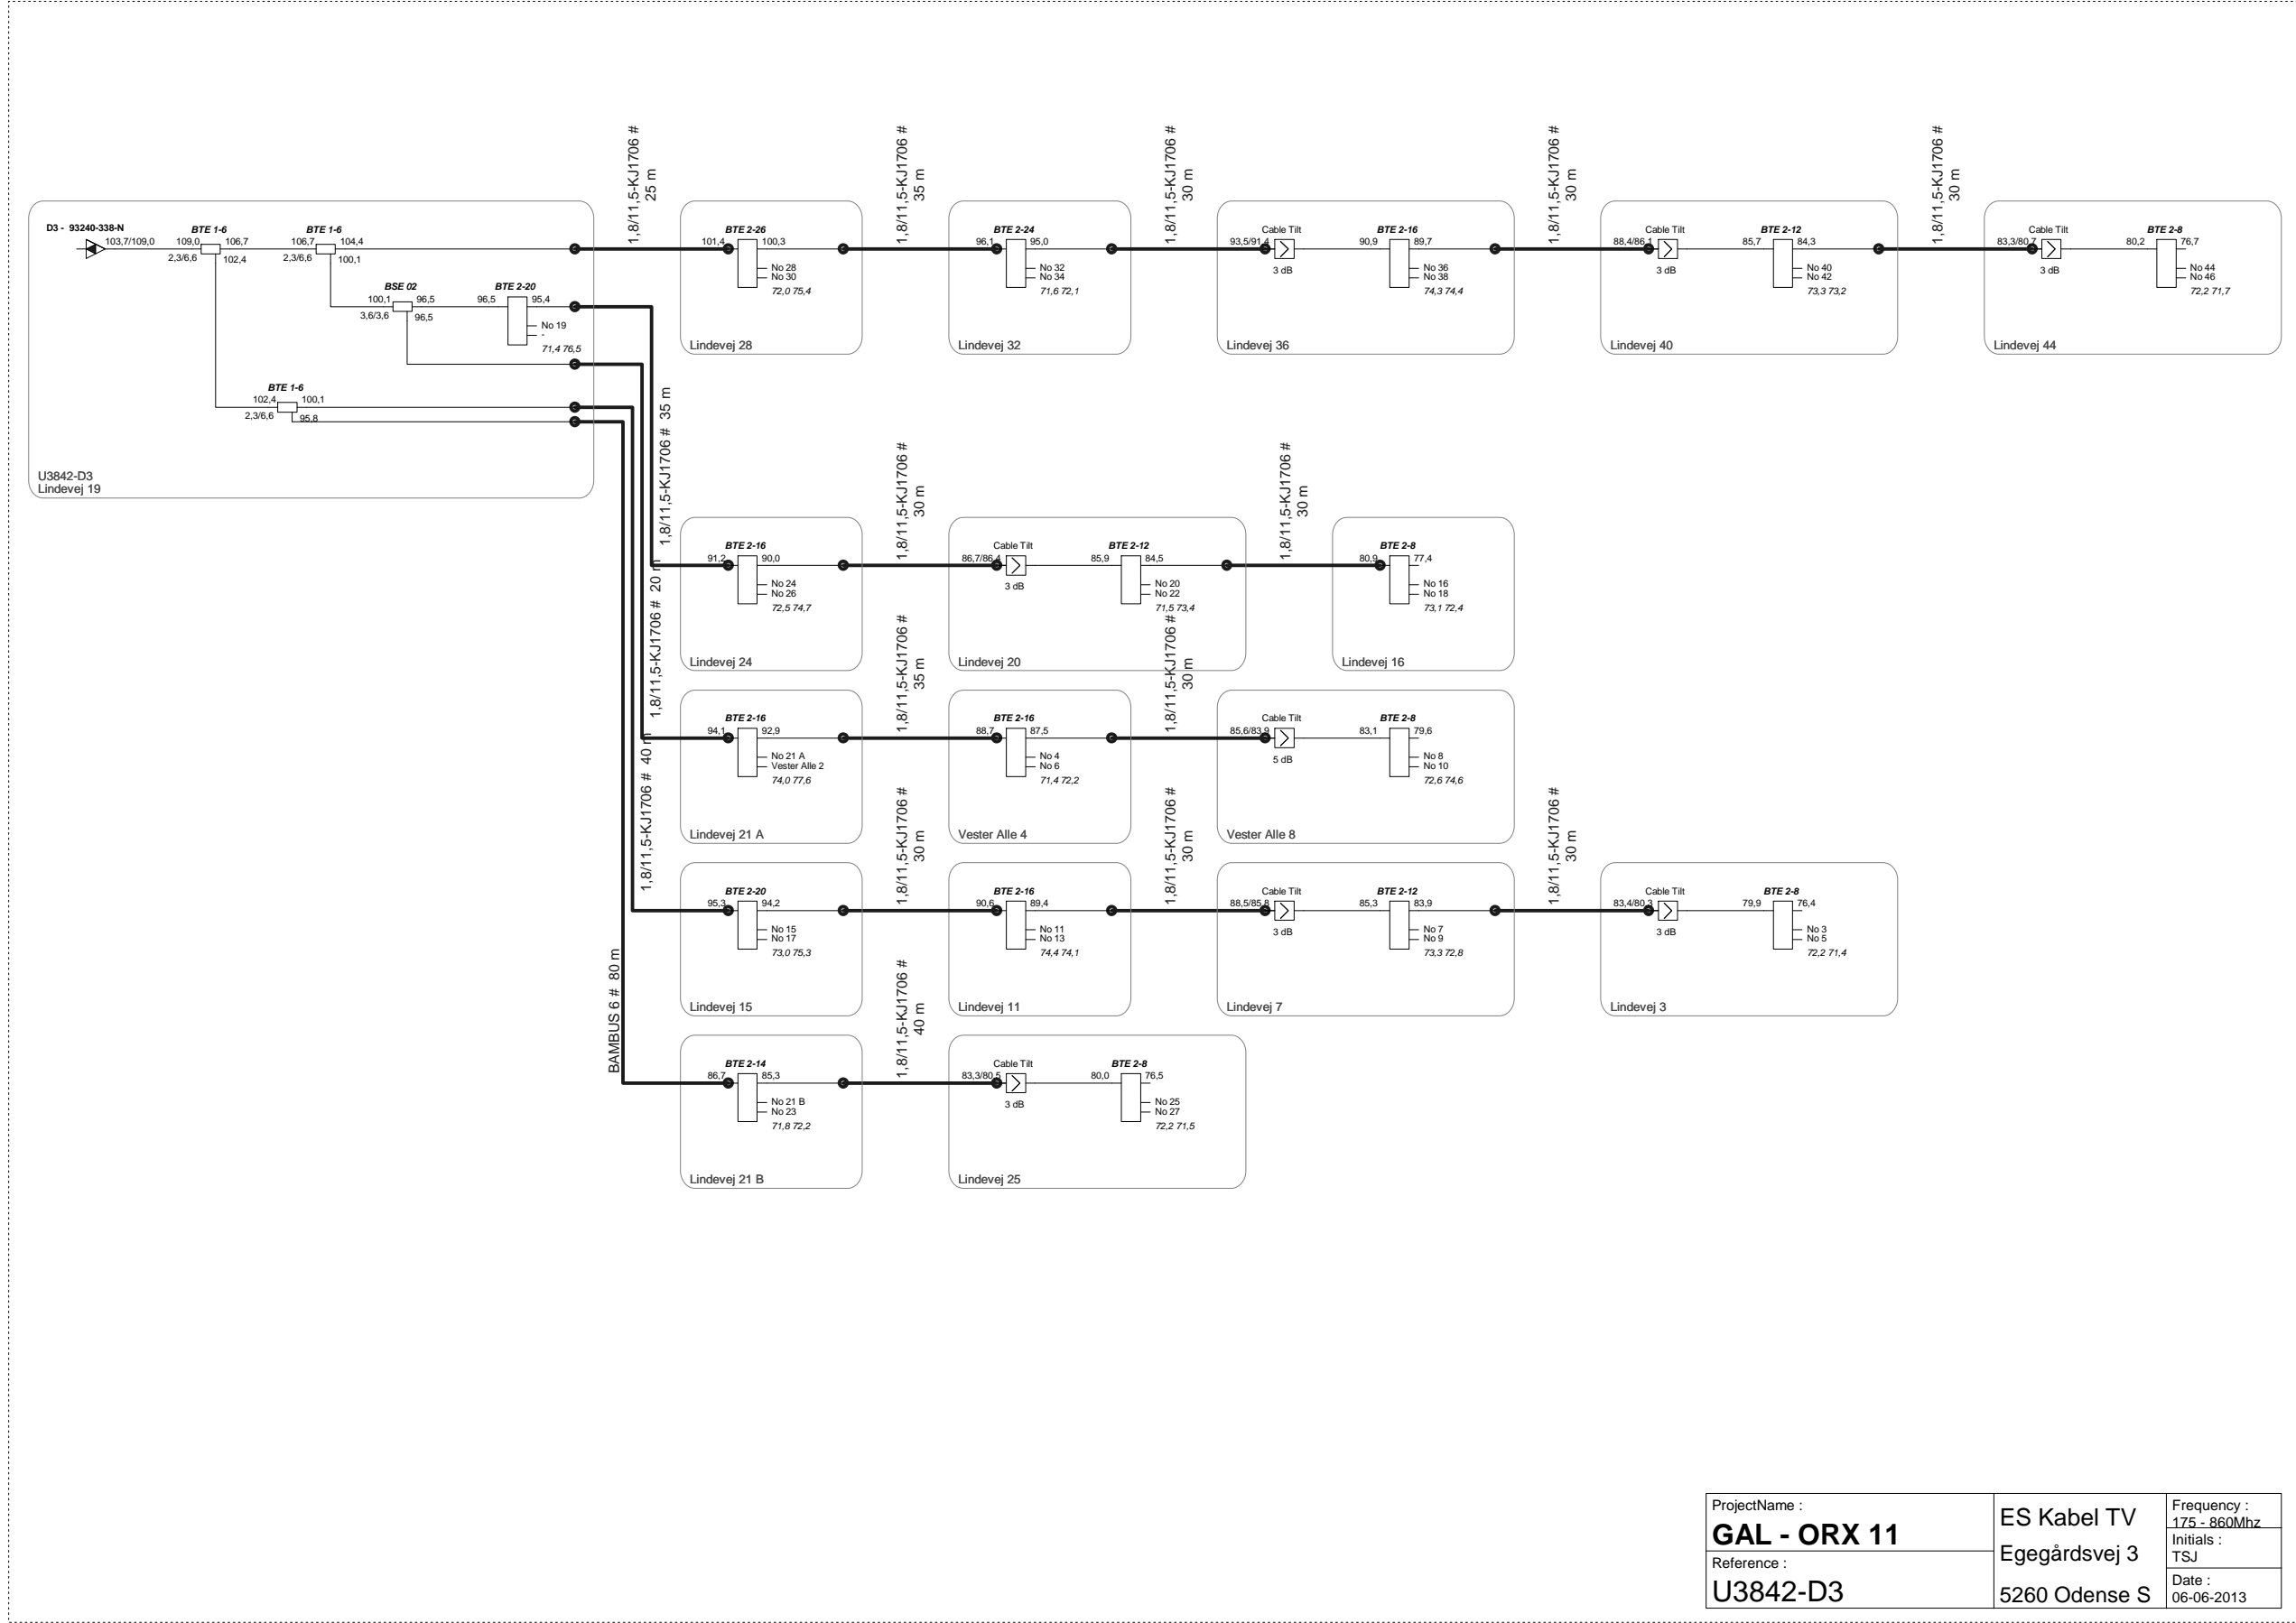 1,8/11,5-KJ1706 #
25 m
1,8/11,5-KJ1706 #
35 m
1,8/11,5-KJ1706 #
30 m
1,8/11,5-KJ1706 #
30 m
1,8/11,5-KJ1706 #
30 m
D3 - 93240-338-N
103,7/109,0
BTE 1-6
109,0 106,7
2,3/6,6 102,4
BTE 1-6
106,7 104,4
2,3/6,6 100,1
BSE 02
100,1 96,5
3,6/3,6 96,5
BTE 2-20
96,5 95,4
No 19
-
71,4 76,5
BTE 1-6
102,4 100,1
2,3/6,6 95,8
U3842-D3
Lindevej 19
BTE 2-26
101,4 100,3
No 28
No 30
72,0 75,4
Lindevej 28
BTE 2-24
96,1 95,0
No 32
No 34
71,6 72,1
Lindevej 32
Cable Tilt
93,5/91,4
3 dB
BTE 2-16
90,9 89,7
No 36
No 38
74,3 74,4
Lindevej 36
Cable Tilt
88,4/86,1
3 dB
BTE 2-12
85,7 84,3
No 40
No 42
73,3 73,2
Lindevej 40
Cable Tilt
83,3/80,7
3 dB
BTE 2-8
80,2 76,7
No 44
No 46
72,2 71,7
Lindevej 44
1,8/11,5-KJ1706 # 35 m
1,8/11,5-KJ1706 #
30 m
1,8/11,5-KJ1706 #
30 m
BTE 2-16
91,2 90,0
No 24
No 26
72,5 74,7
Lindevej 24
Cable Tilt
86,7/86,4
3 dB
BTE 2-12
85,9 84,5
No 20
No 22
71,5 73,4
Lindevej 20
BTE 2-8
80,9 77,4
No 16
No 18
73,1 72,4
Lindevej 16
1,8/11,5-KJ1706 # 20 m
1,8/11,5-KJ1706 #
35 m
1,8/11,5-KJ1706 #
30 m
BTE 2-16
94,1 92,9
No 21 A
Vester Alle 2
74,0 77,6
Lindevej 21 A
BTE 2-16
88,7 87,5
No 4
No 6
71,4 72,2
Vester Alle 4
Cable Tilt
85,6/83,9
5 dB
BTE 2-8
83,1 79,6
No 8
No 10
72,6 74,6
Vester Alle 8
1,8/11,5-KJ1706 # 40 m
1,8/11,5-KJ1706 #
30 m
1,8/11,5-KJ1706 #
30 m
1,8/11,5-KJ1706 #
30 m
BTE 2-20
95,3 94,2
No 15
No 17
73,0 75,3
Lindevej 15
BTE 2-16
90,6 89,4
No 11
No 13
74,4 74,1
Lindevej 11
Cable Tilt
88,5/85,8
3 dB
BTE 2-12
85,3 83,9
No 7
No 9
73,3 72,8
Lindevej 7
Cable Tilt
83,4/80,3
3 dB
BTE 2-8
79,9 76,4
No 3
No 5
72,2 71,4
Lindevej 3
BAMBUS 6 # 80 m
1,8/11,5-KJ1706 #
40 m
BTE 2-14
86,7 85,3
No 21 B
No 23
71,8 72,2
Lindevej 21 B
Cable Tilt
83,3/80,5
3 dB
BTE 2-8
80,0 76,5
No 25
No 27
72,2 71,5
Lindevej 25
ProjectName :
GAL - ORX 11
Reference :
U3842-D3
ES Kabel TV
Egegårdsvej 3
5260 Odense S
Frequency :
175 - 860Mhz
Initials :
TSJ
Date :
06-06-2013